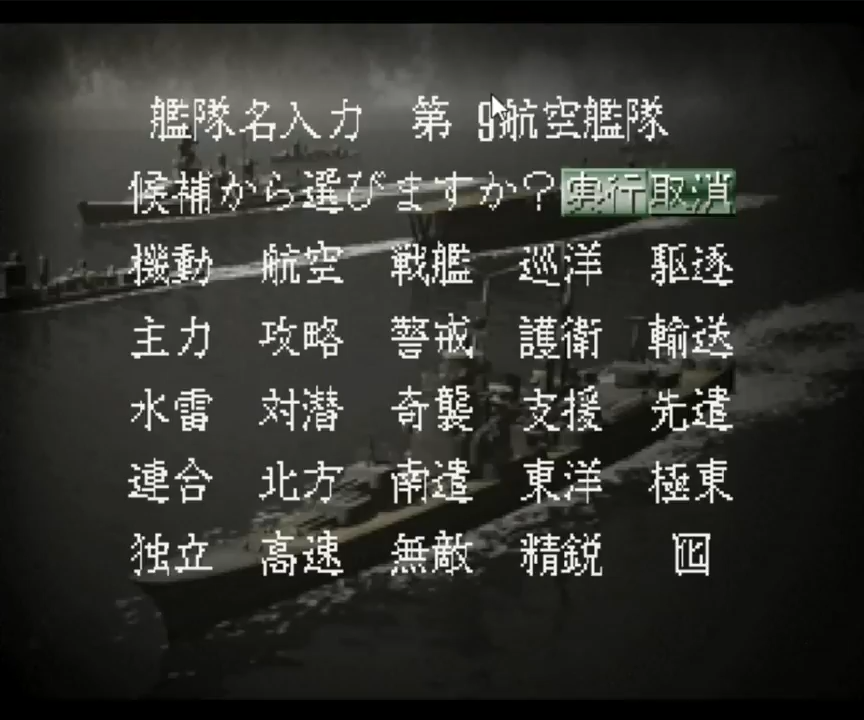 艦隊名入力 第 9航空艦隊
候補から選びますか?実行取消
機動 航空 戦艦 巡洋 駆逐
主力 攻略 警戒 護衛 輸送
水雷 対潜 奇襲 支援 先遣
連合 北方 南遣 東洋 極東
独立 高速 無敵 精鋭